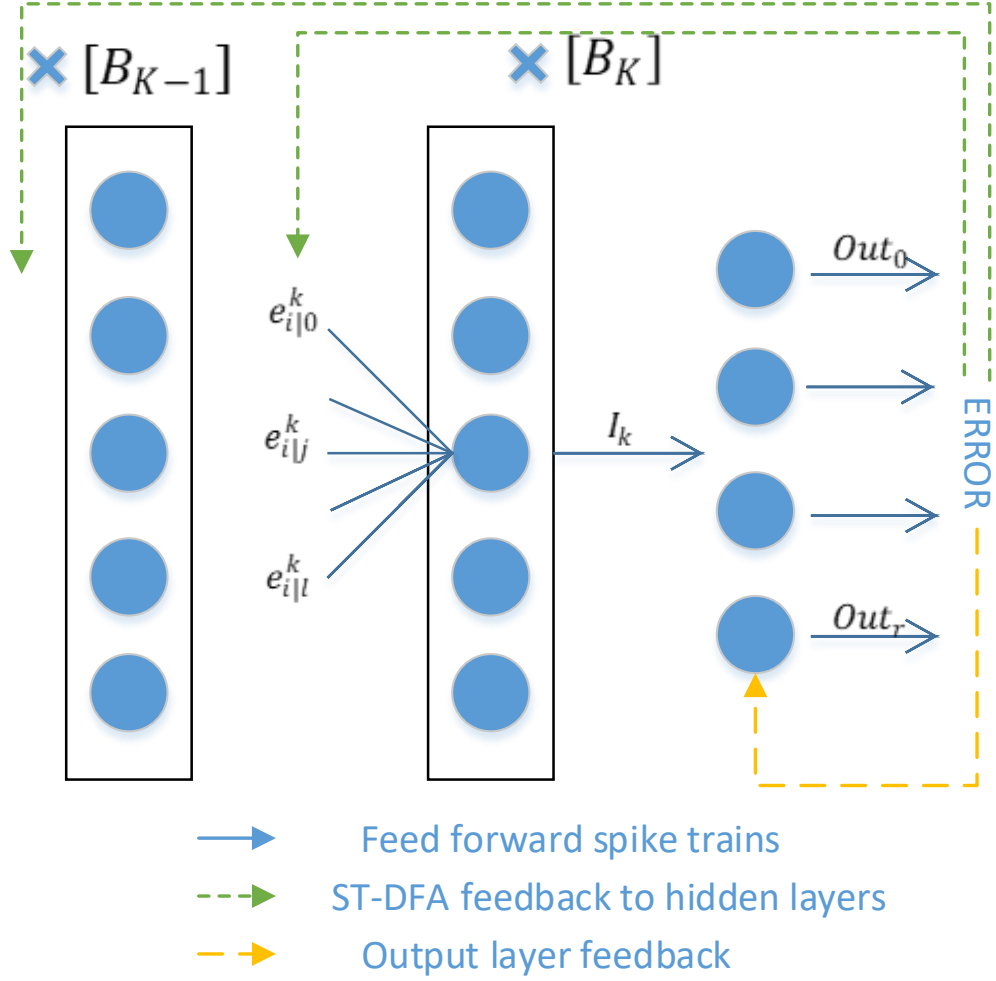 × [B_{K−1}]
× [B_K]
Out_0
e^k_{i|0}
ERROR
e^k_{i|j}
I_k
e^k_{i|l}
Out_r
Feed forward spike trains
ST-DFA feedback to hidden layers
Output layer feedback